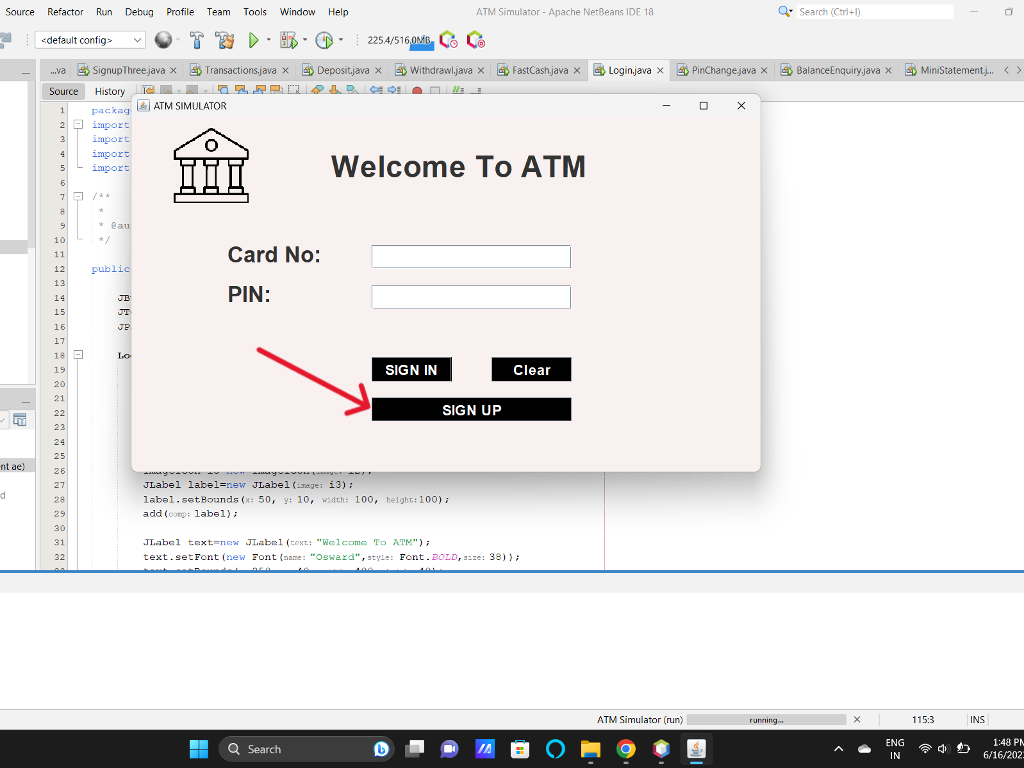 Source Refactor Run Debug Profile Team Tools Window Help ATM Simulator - Apache NetBeans IDE 18 Search (Ctrl+I)
<default config> 225.4/516.0MB
...va SignupThree.java Transactions.java Deposit.java Withdrawl.java FastCash.java Login.java PinChange.java BalanceEnquiry.java MiniStatement.j...
Source History
ATM SIMULATOR
Welcome To ATM
Card No:
PIN:
SIGN IN Clear
SIGN UP
1 packag
2 import
3 import
4 import
5 import
6
7 /**
8 *
9 * @au
10 */
11
12 public
13
14 JB
15 JT
16 JP
17
18 Lo
19
20
21
22
23
24
25
26
27 JLabel label=new JLabel(image: i3);
28 label.setBounds(x: 50, y: 10, width: 100, height:100);
29 add(comp: label);
30
31 JLabel text=new JLabel(text: "Welcome To ATM");
32 text.setFont(new Font(name: "Osward",style: Font.BOLD,size: 38));
nt ae)
d
ATM Simulator (run) running... 115:3 INS
Search
ENG
IN
1:48 PM
6/16/202